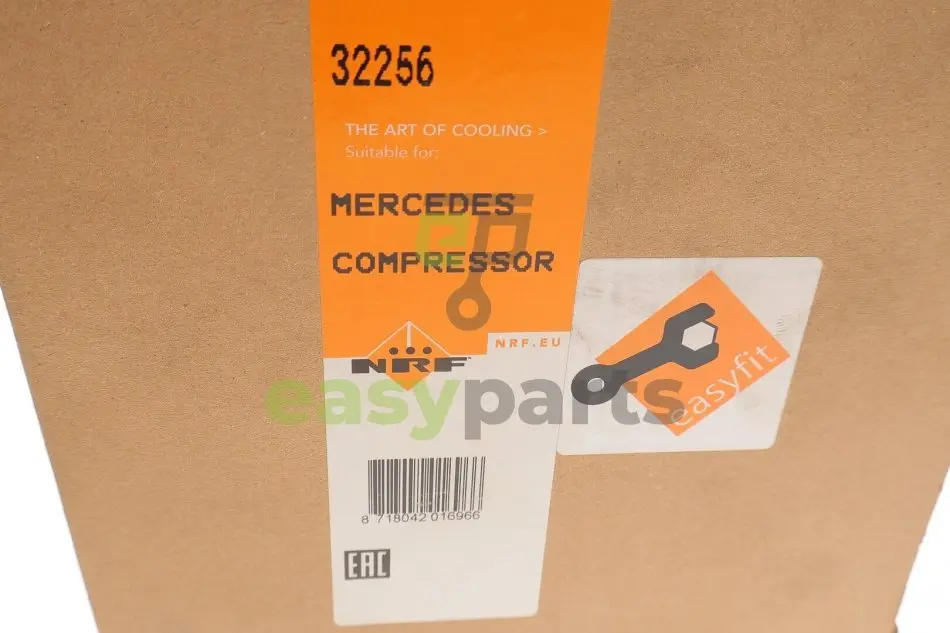 32256
THE ART OF COOLING >
Suitable for:
MERCEDES
COMPRESSOR
NRF.EU
NRF
easyfit
easyparts
8 718042 016966
EAC